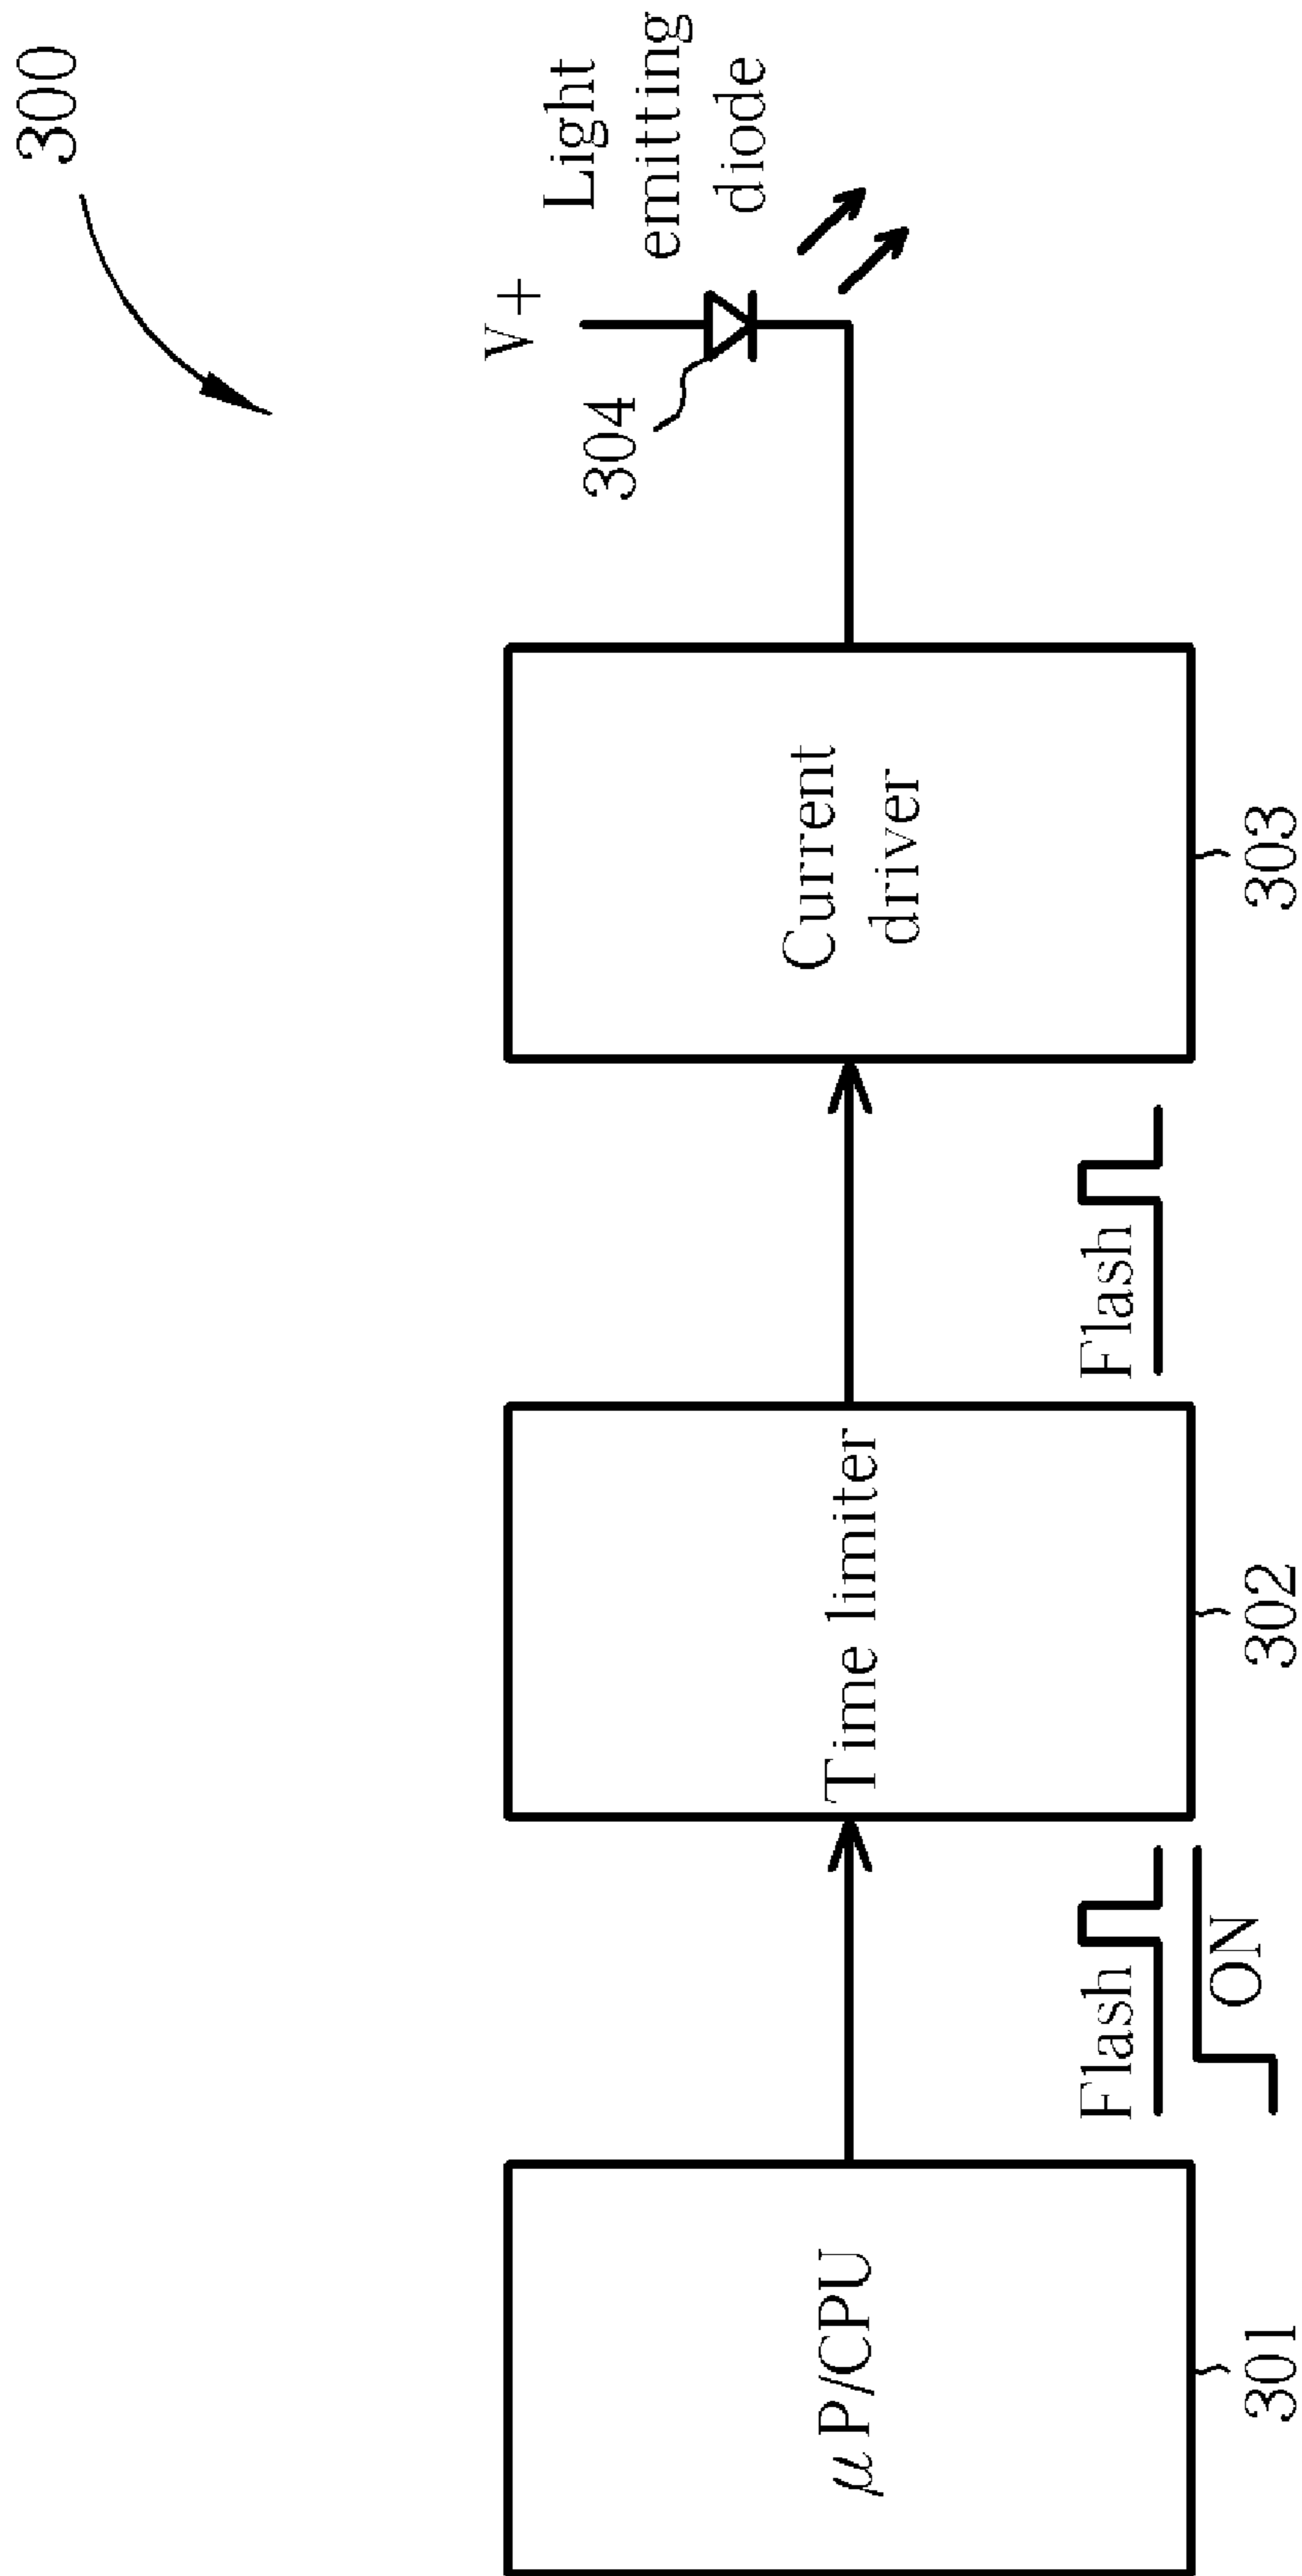 300
V+
Light
emitting
diode
304
μP/CPU
Time limiter
Current
driver
Flash
ON
Flash
301
302
303